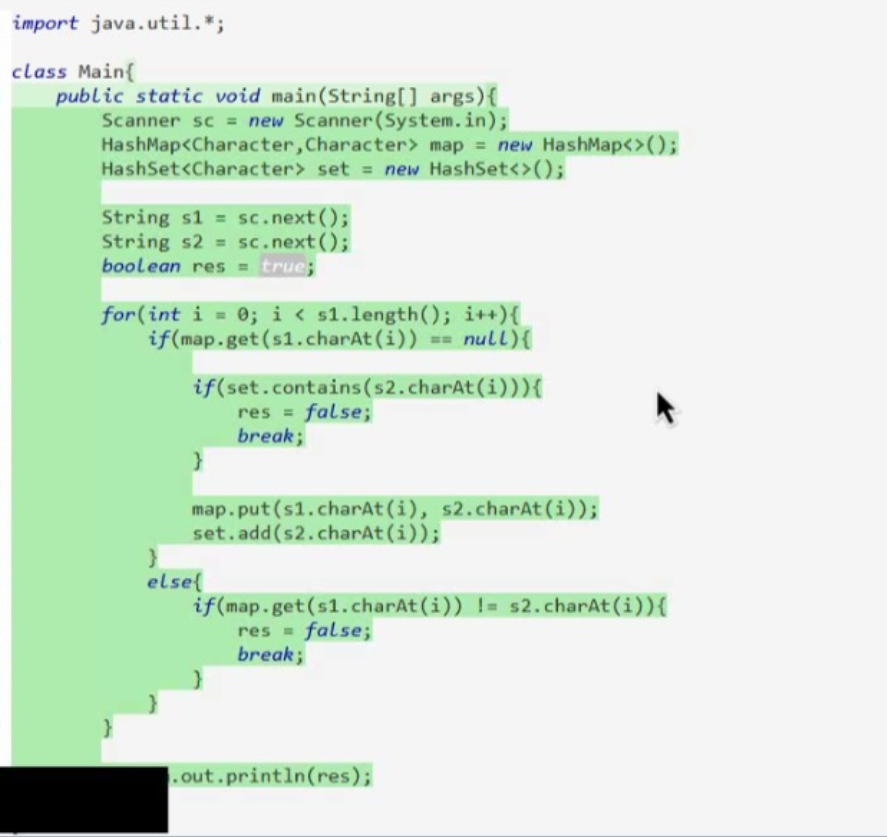 import java.util.*;
class Main{
public static void main(String[] args){
Scanner sc = new Scanner(System.in);
HashMap<Character,Character> map = new HashMap<>();
HashSet<Character> set = new HashSet<>();
String s1 = sc.next();
String s2 = sc.next();
boolean res = true;
for(int i = 0; i < s1.length(); i++){
if(map.get(s1.charAt(i)) == null){
if(set.contains(s2.charAt(i))){
res = false;
break;
}
map.put(s1.charAt(i), s2.charAt(i));
set.add(s2.charAt(i));
}
else{
if(map.get(s1.charAt(i)) != s2.charAt(i)){
res = false;
break;
}
}
}
.out.println(res);